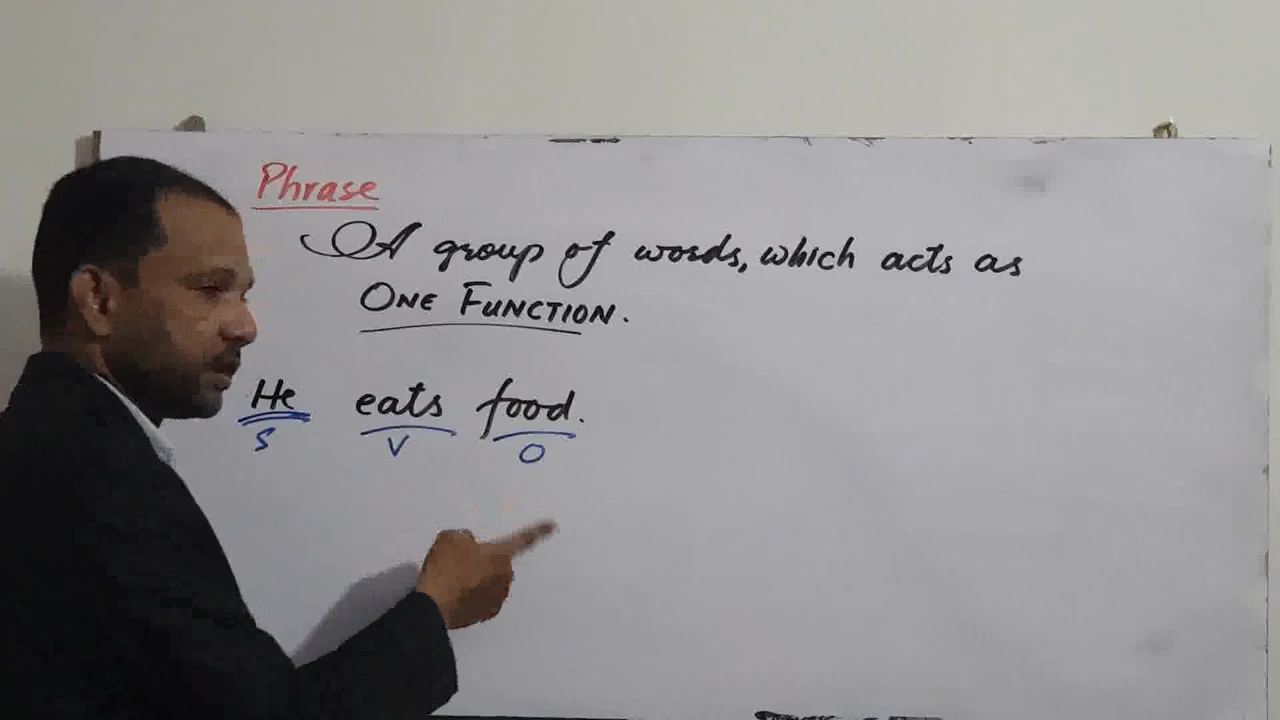 Phrase
A group of words, which acts as
ONE FUNCTION.
He eats food.
S V O